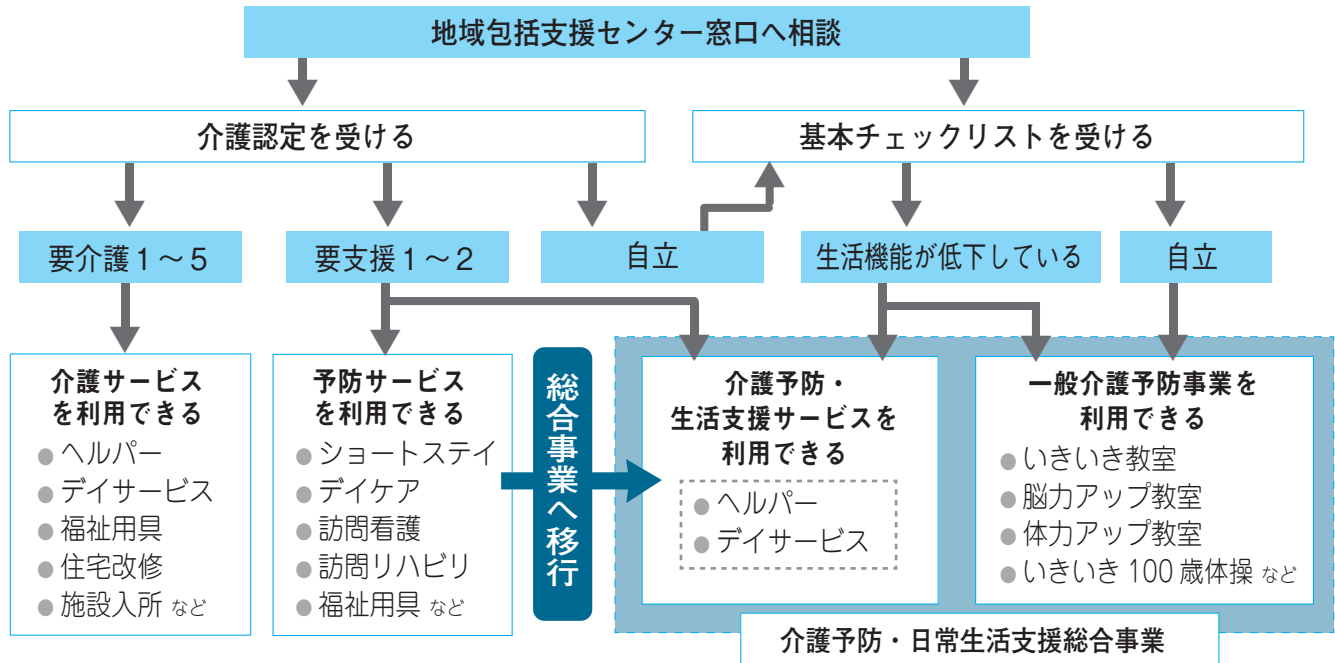 地域包括支援センター窓口へ相談
介護認定を受ける
基本チェックリストを受ける
要介護1～5
要支援1～2
自立
生活機能が低下している
自立
介護サービス
を利用できる
●ヘルパー
●デイサービス
●福祉用具
●住宅改修
●施設入所 など
予防サービス
を利用できる
●ショートステイ
●デイケア
●訪問看護
●訪問リハビリ
●福祉用具 など
総合事業へ移行
介護予防・
生活支援サービスを
利用できる
●ヘルパー
●デイサービス
一般介護予防事業を
利用できる
●いきいき教室
●脳力アップ教室
●体力アップ教室
●いきいき100歳体操 など
介護予防・日常生活支援総合事業